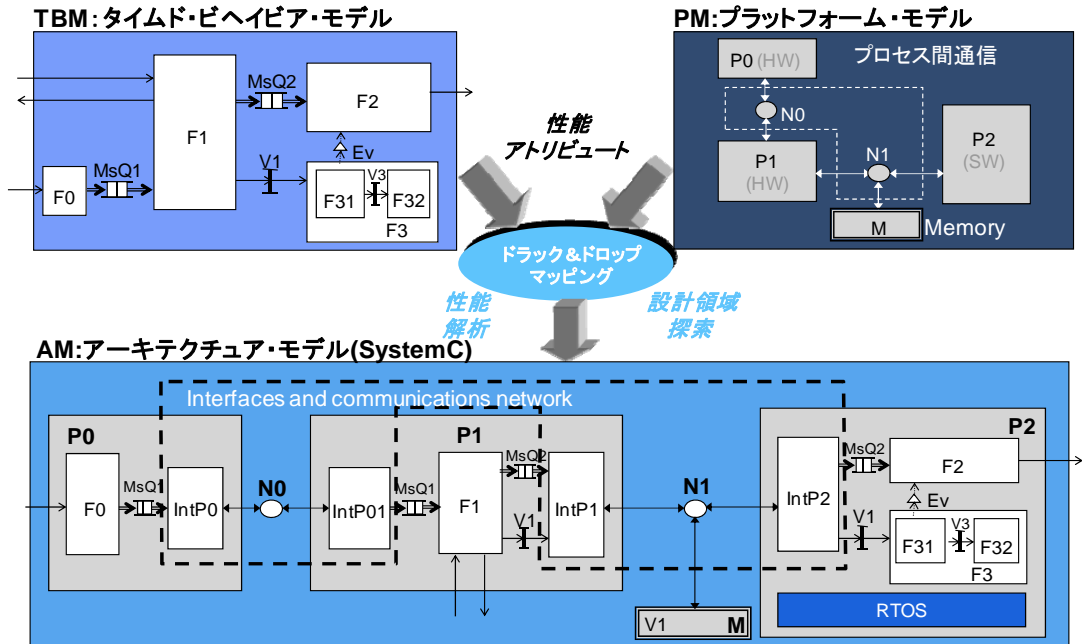 TBM:タイムド・ビヘイビア・モデル
MsQ2
F2
F1
Ev
MsQ1
V1
F0
V3
F31
F32
F3
PM:プラットフォーム・モデル
プロセス間通信
P0 (HW)
N0
P1
(HW)
N1
P2
(SW)
M
Memory
性能
アトリビュート
ドラック&ドロップ
マッピング
性能
解析
設計領域
探索
AM:アーキテクチュア・モデル(SystemC)
Interfaces and communications network
P0
F0
MsQ1
IntP0
N0
P1
IntP01
MsQ1
F1
MsQ2
V1
IntP1
N1
V1
M
P2
IntP2
MsQ2
F2
Ev
V1
V3
F31
F32
F3
RTOS